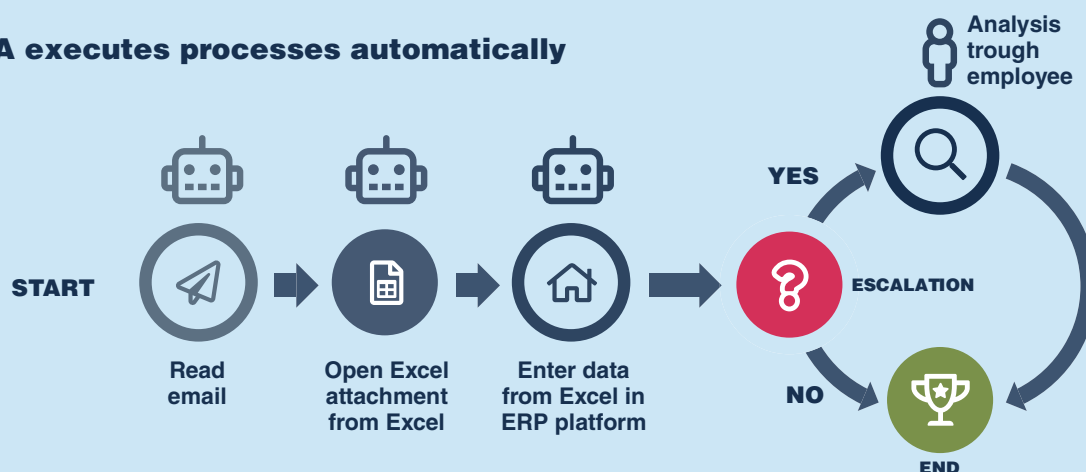 A executes processes automatically
Analysis
trough
employee
YES
START
ESCALATION
Read
email
Open Excel
attachment
from Excel
Enter data
from Excel in
ERP platform
NO
END